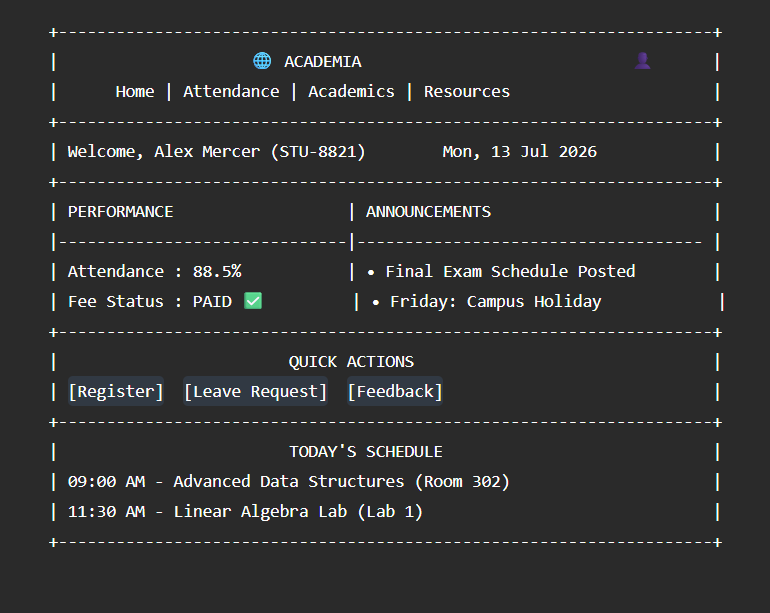 🌐 ACADEMIA 👤
Home | Attendance | Academics | Resources
Welcome, Alex Mercer (STU-8821) Mon, 13 Jul 2026
PERFORMANCE | ANNOUNCEMENTS
Attendance : 88.5% | • Final Exam Schedule Posted
Fee Status : PAID ✅ | • Friday: Campus Holiday
QUICK ACTIONS
[Register] [Leave Request] [Feedback]
TODAY'S SCHEDULE
09:00 AM - Advanced Data Structures (Room 302)
11:30 AM - Linear Algebra Lab (Lab 1)